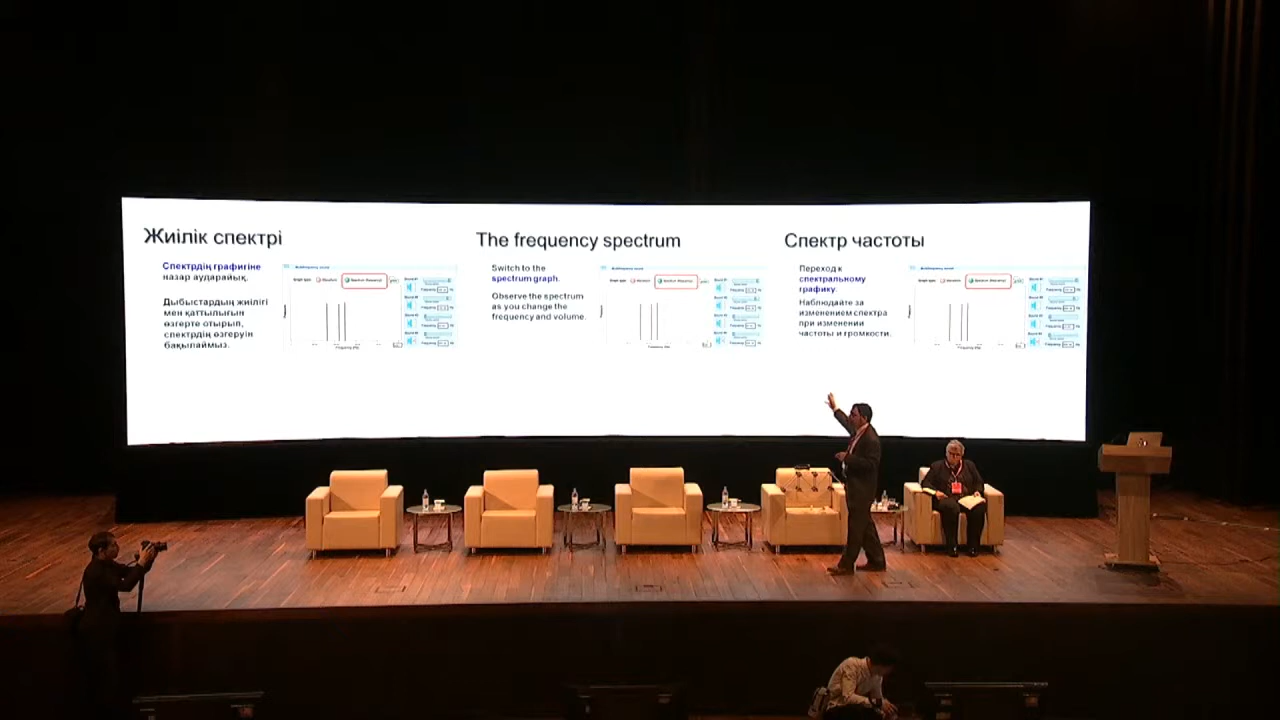 Жиілік спектрі
Спектрдің графигіне
назар аударайық.
Дыбыстардың жиілігі
мен қаттылығын
өзгерте отырып,
спектрдің өзгеруін
бақылаймыз.
The frequency spectrum
Switch to the
spectrum graph.
Observe the spectrum
as you change the
frequency and volume.
Спектр частоты
Переход к
спектральному
графику.
Наблюдайте за
изменением спектра
при изменении
частоты и громкости.